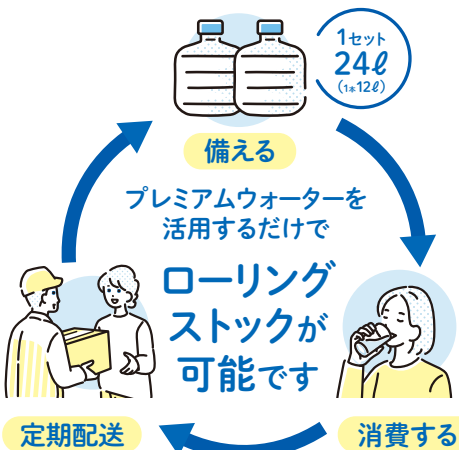 1セット
24ℓ
(1本12ℓ)
備える
プレミアムウォーターを
活用するだけで
ローリング
ストックが
可能です
定期配送
消費する